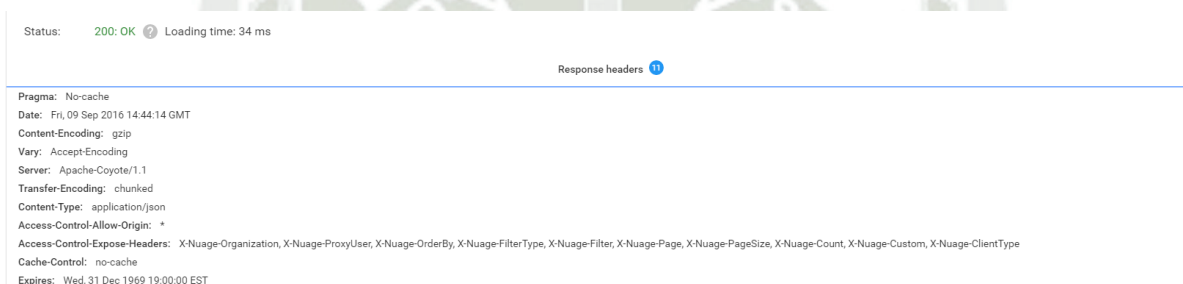 Status: 200: OK ? Loading time: 34 ms
Response headers 11
Pragma: No-cache
Date: Fri, 09 Sep 2016 14:44:14 GMT
Content-Encoding: gzip
Vary: Accept-Encoding
Server: Apache-Coyote/1.1
Transfer-Encoding: chunked
Content-Type: application/json
Access-Control-Allow-Origin: *
Access-Control-Expose-Headers: X-Nuage-Organization, X-Nuage-ProxyUser, X-Nuage-OrderBy, X-Nuage-FilterType, X-Nuage-Filter, X-Nuage-Page, X-Nuage-PageSize, X-Nuage-Count, X-Nuage-Custom, X-Nuage-ClientType
Cache-Control: no-cache
Expires: Wed, 31 Dec 1969 19:00:00 EST